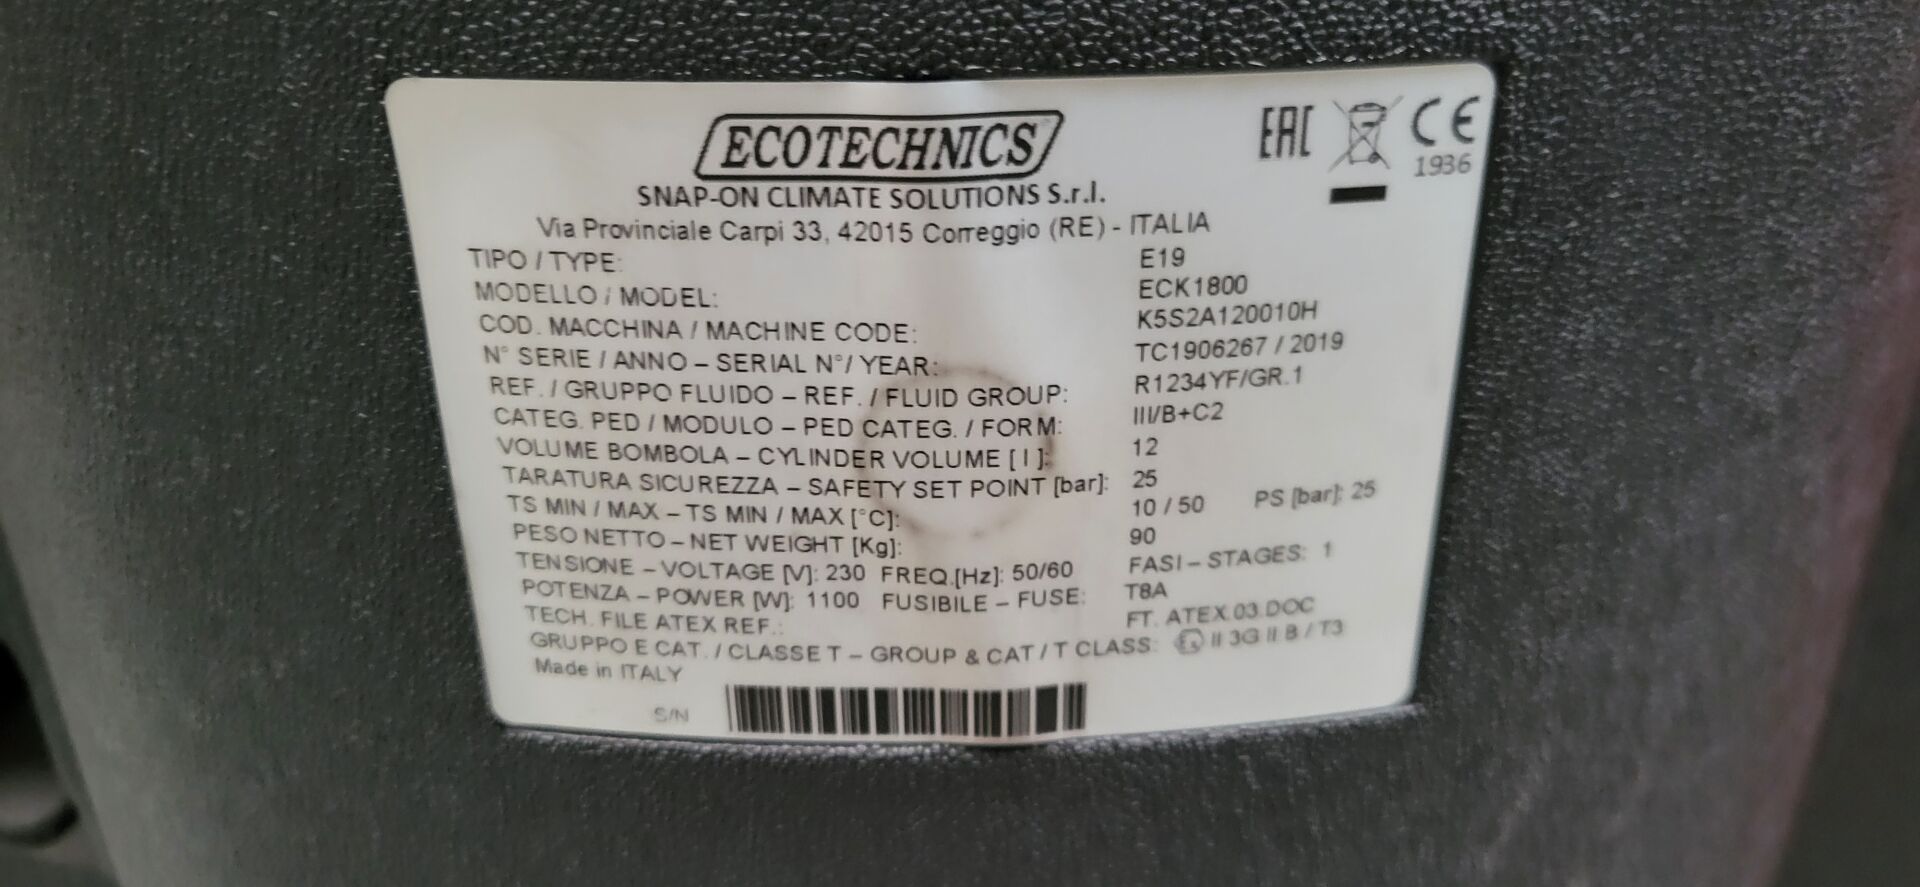 ECOTECHNICS
EAC CE
1936
SNAP-ON CLIMATE SOLUTIONS S.r.l.
Via Provinciale Carpi 33, 42015 Correggio (RE) - ITALIA
TIPO / TYPE: E19
MODELLO / MODEL: ECK1800
COD. MACCHINA / MACHINE CODE: K5S2A120010H
N° SERIE / ANNO – SERIAL N°/ YEAR: TC1906267 / 2019
REF. / GRUPPO FLUIDO – REF. / FLUID GROUP: R1234YF/GR.1
CATEG. PED / MODULO – PED CATEG. / FORM: III/B+C2
VOLUME BOMBOLA – CYLINDER VOLUME [ l ]: 12
TARATURA SICUREZZA – SAFETY SET POINT [bar]: 25
TS MIN / MAX – TS MIN / MAX [°C]: 10 / 50 PS [bar]: 25
PESO NETTO – NET WEIGHT [Kg]: 90
TENSIONE – VOLTAGE [V]: 230 FREQ.[Hz]: 50/60 FASI – STAGES: 1
POTENZA – POWER [W]: 1100 FUSIBILE – FUSE: T8A
TECH. FILE ATEX REF.: FT. ATEX.03.DOC
GRUPPO E CAT. / CLASSE T – GROUP & CAT / T CLASS: Ex II 3G II B / T3
Made in ITALY
S/N